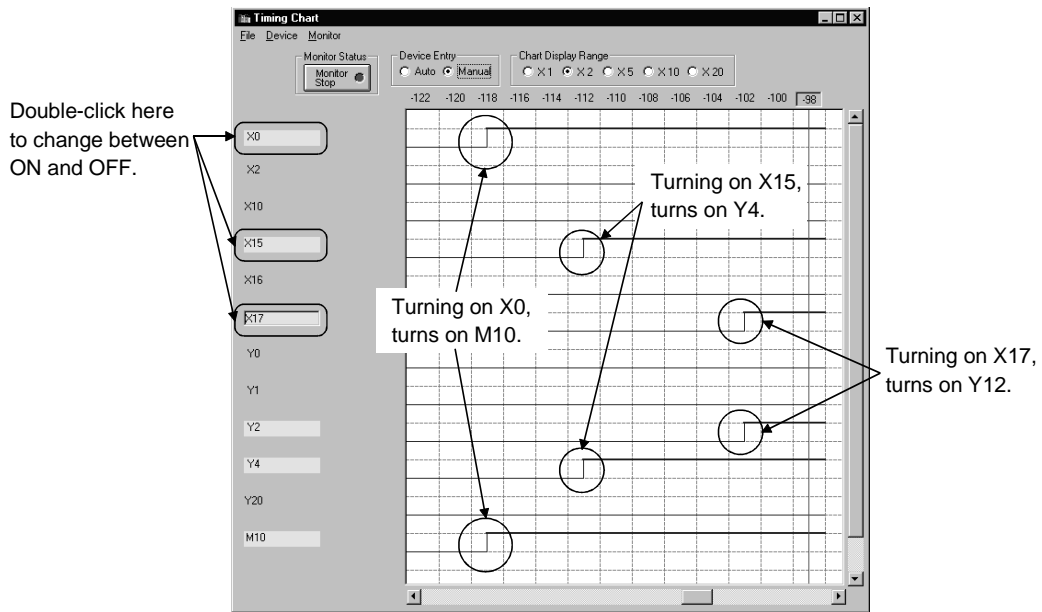 Timing Chart
File Device Monitor
Monitor Status
Monitor Stop
Device Entry
Auto Manual
Chart Display Range
X1 X2 X5 X10 X20
-122 -120 -118 -116 -114 -112 -110 -108 -106 -104 -102 -100 -98
Double-click here
to change between
ON and OFF.
X0
X2
X10
X15
X16
X17
Y0
Y1
Y2
Y4
Y20
M10
Turning on X15,
turns on Y4.
Turning on X0,
turns on M10.
Turning on X17,
turns on Y12.